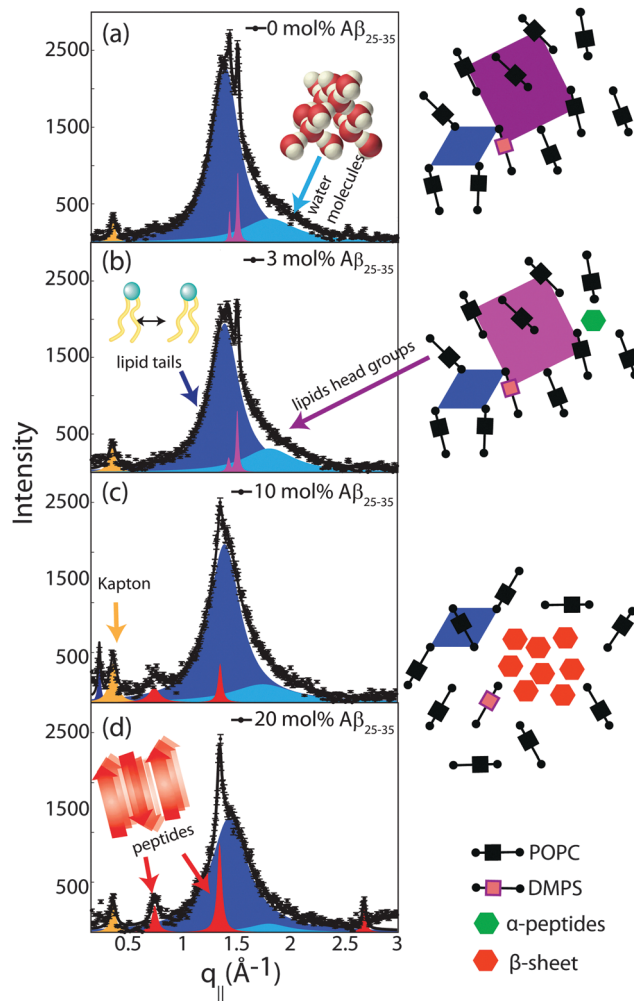 (a)
0 mol% Aβ25-35
2500
1500
500
water
molecules
(b)
3 mol% Aβ25-35
2500
1500
500
lipid tails
lipids head groups
Intensity
(c)
10 mol% Aβ25-35
2500
1500
500
Kapton
(d)
20 mol% Aβ25-35
2500
1500
500
peptides
0.5 1 1.5 2 2.5 3
q||(Å-1)
POPC
DMPS
α-peptides
β-sheet